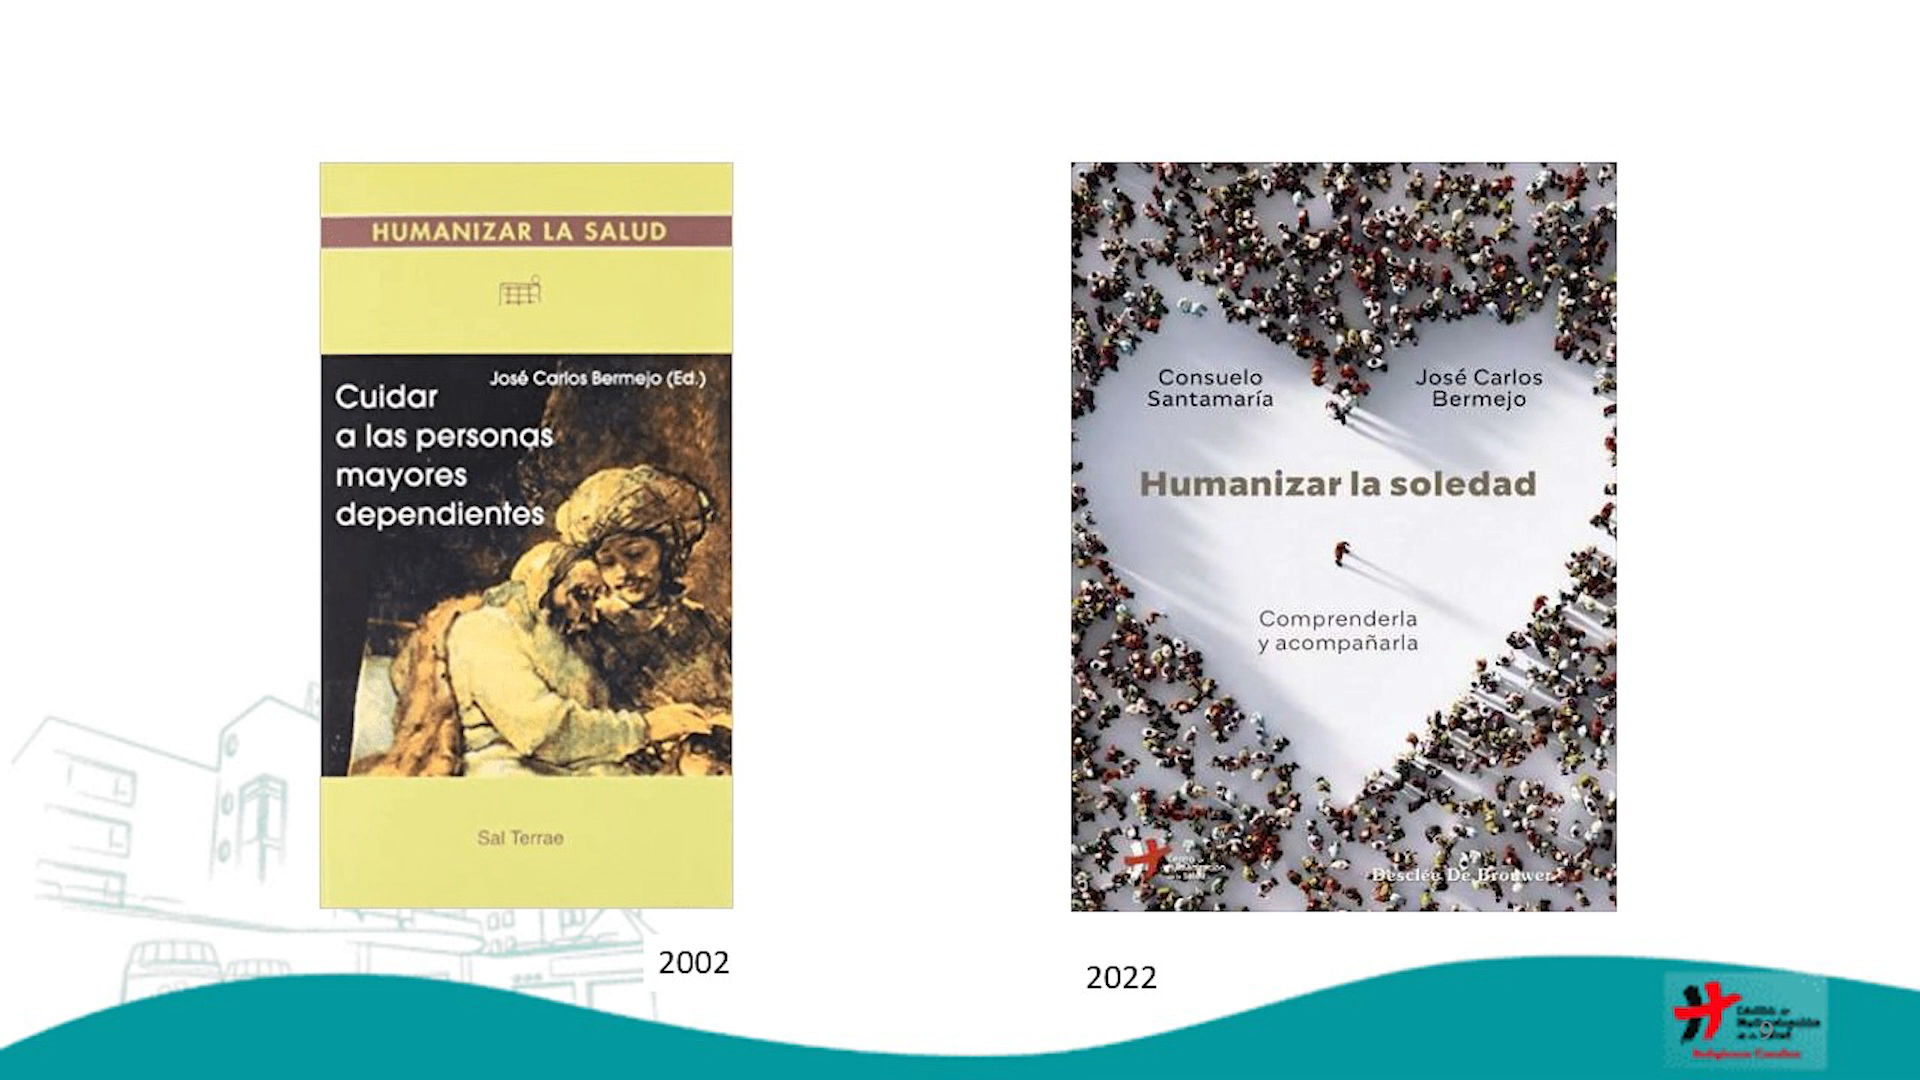 HUMANIZAR LA SALUD
José Carlos Bermejo (Ed.)
Cuidar
a las personas
mayores
dependientes
Sal Terrae
2002
Consuelo
Santamaría
José Carlos
Bermejo
Humanizar la soledad
Comprenderla
y acompañarla
Desclée De Brouwer
2022
9